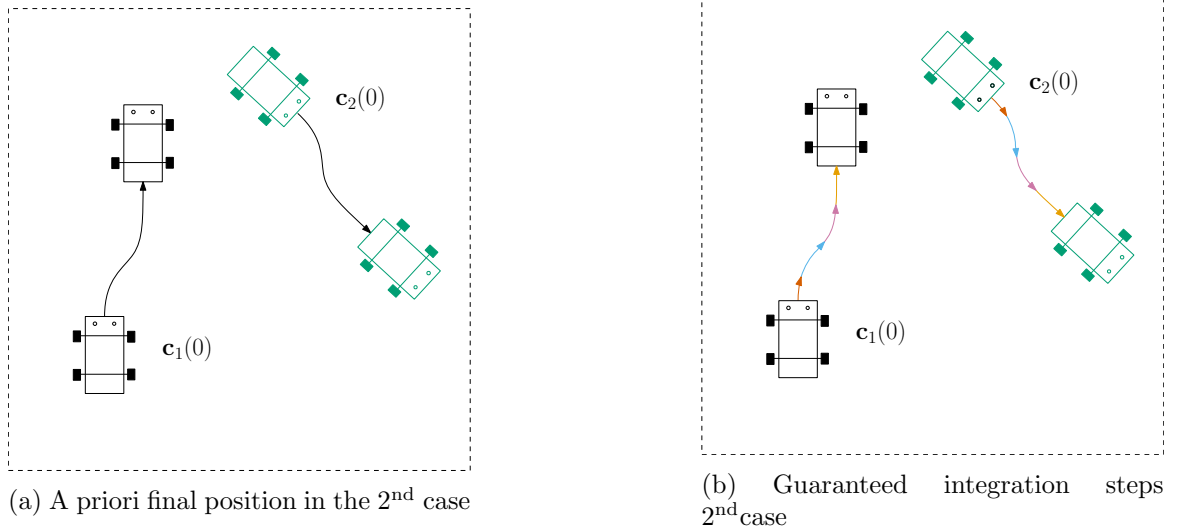 c₂(0)
c₁(0)
(a) A priori final position in the 2ⁿᵈ case
c₂(0)
c₁(0)
(b) Guaranteed integration steps
2ⁿᵈcase